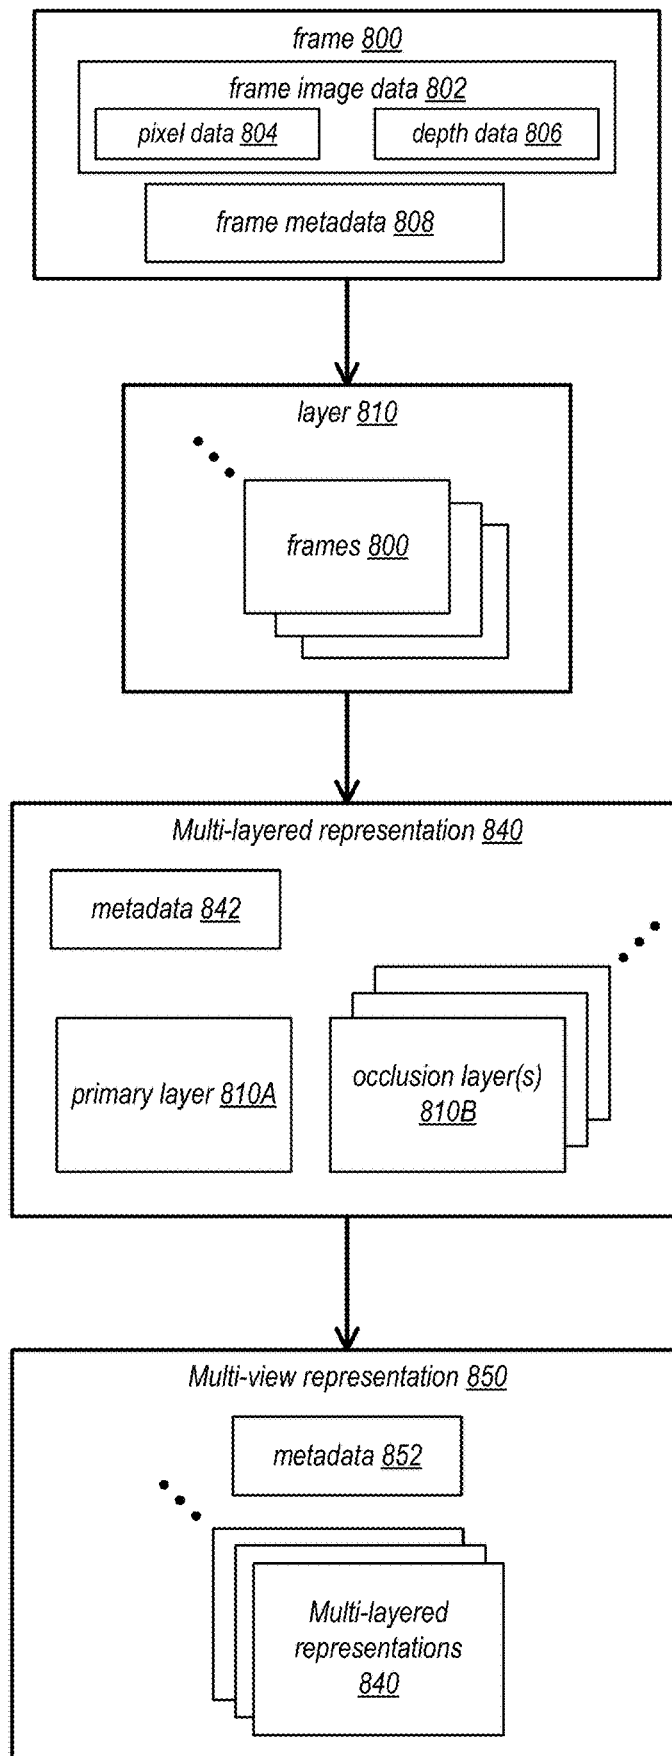 frame 800
frame image data 802
pixel data 804
depth data 806
frame metadata 808
layer 810
frames 800
Multi-layered representation 840
metadata 842
primary layer 810A
occlusion layer(s)
810B
Multi-view representation 850
metadata 852
Multi-layered
representations
840